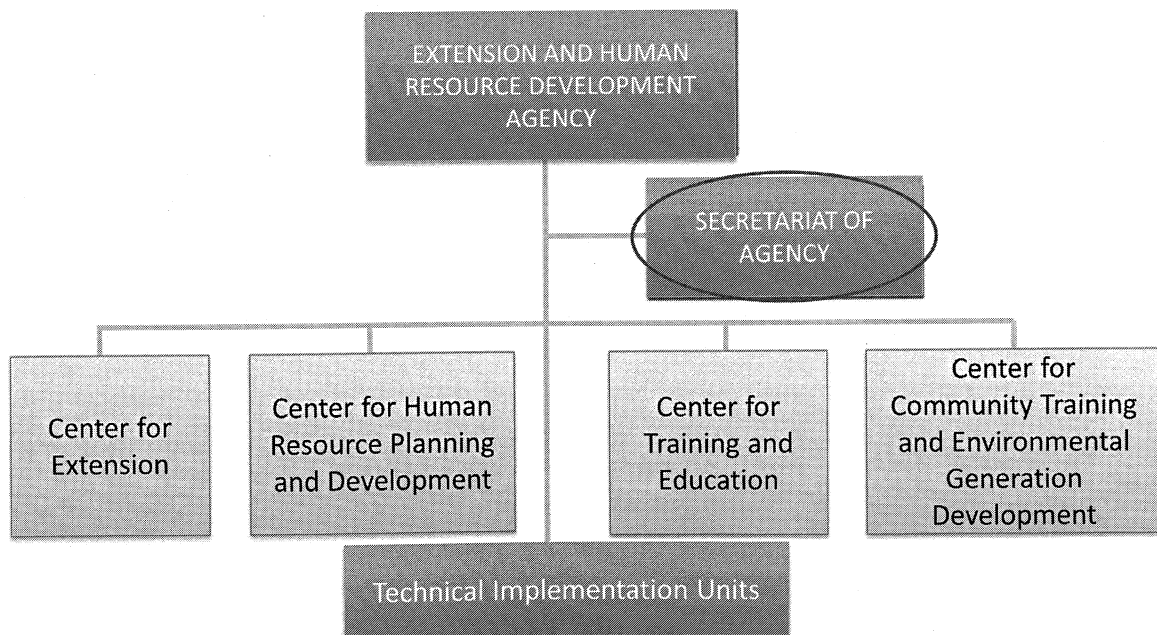 EXTENSION AND HUMAN
RESOURCE DEVELOPMENT
AGENCY
SECRETARIAT OF
AGENCY
Center for
Extension
Center for Human
Resource Planning
and Development
Center for
Training and
Education
Center for
Community Training
and Environmental
Generation
Development
Technical Implementation Units